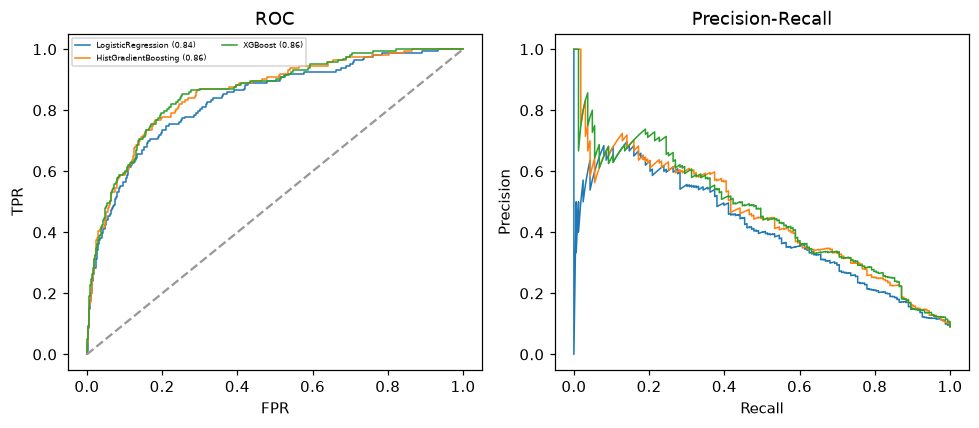 ROC
LogisticRegression (0.84)
HistGradientBoosting (0.86)
XGBoost (0.86)
1.0
0.8
0.6
0.4
0.2
0.0
TPR
0.0 0.2 0.4 0.6 0.8 1.0
FPR
Precision-Recall
1.0
0.8
0.6
0.4
0.2
0.0
Precision
0.0 0.2 0.4 0.6 0.8 1.0
Recall